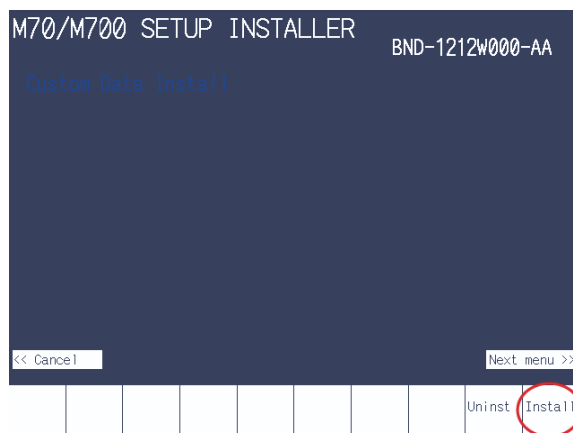 M70/M700 SETUP INSTALLER
BND-1212W000-AA
Custom Data Install
<< Cancel
Next menu >>
Uninst
Install